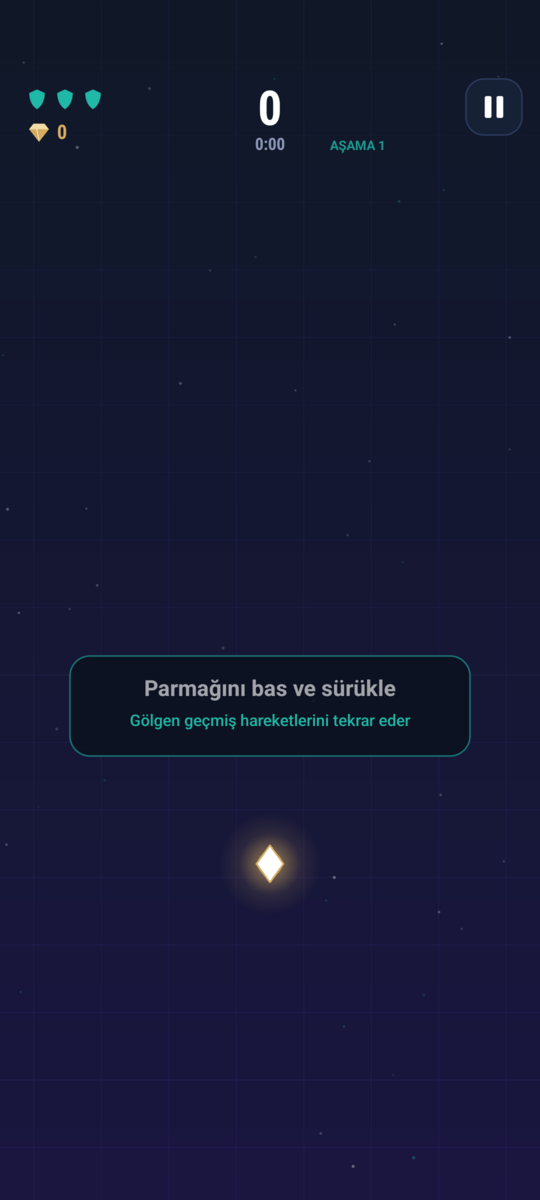 0
0
0:00
AŞAMA 1
Parmağını bas ve sürükle
Gölgen geçmiş hareketlerini tekrar eder